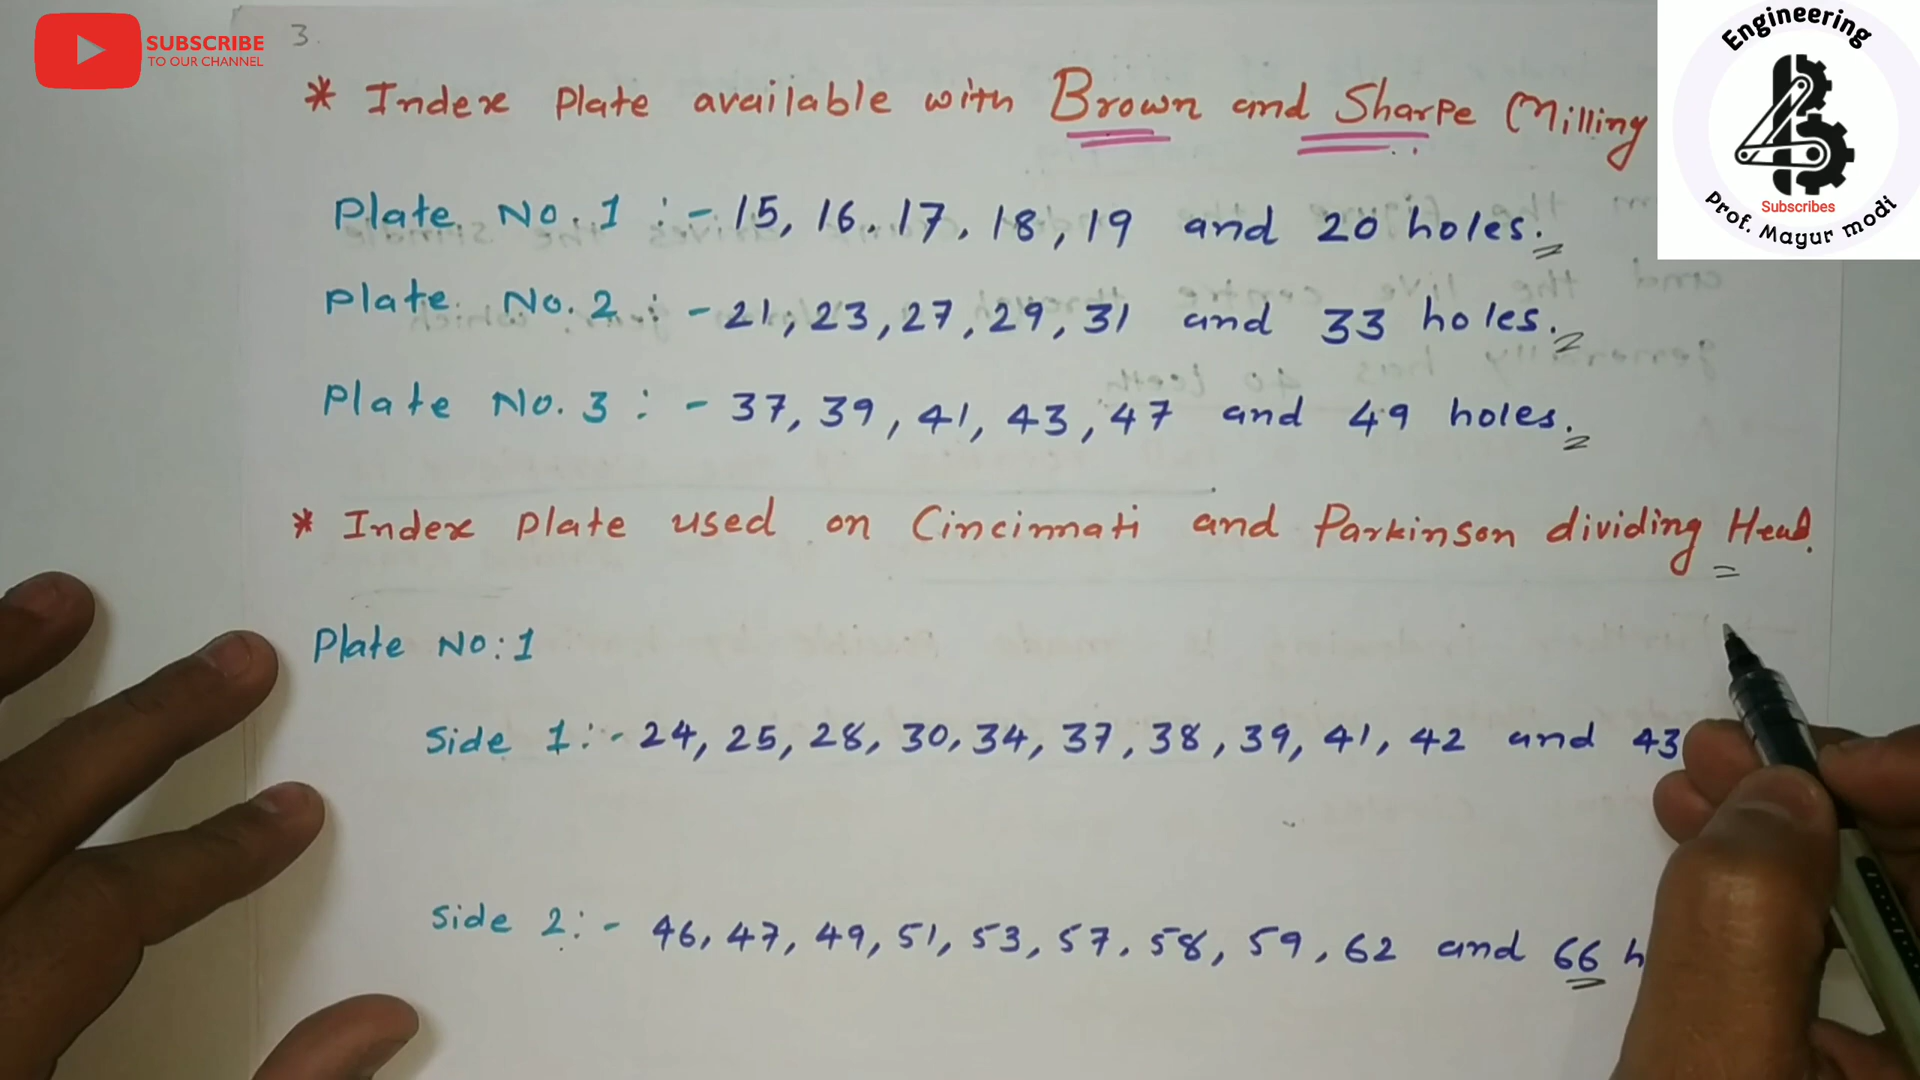 SUBSCRIBE
TO OUR CHANNEL
3.
* Index Plate available with Brown and Sharpe Milling
Plate No. 1 :- 15, 16, 17, 18, 19 and 20 holes.
Plate No. 2 :- 21, 23, 27, 29, 31 and 33 holes.
Plate No. 3 :- 37, 39, 41, 43, 47 and 49 holes.
* Index Plate used on Cincinnati and Parkinson dividing Head.
Plate No:1
Side 1:- 24, 25, 28, 30, 34, 37, 38, 39, 41, 42 and 43
Side 2:- 46, 47, 49, 51, 53, 57, 58, 59, 62 and 66 h
Engineering
Subscribes
Prof. Mayur modi